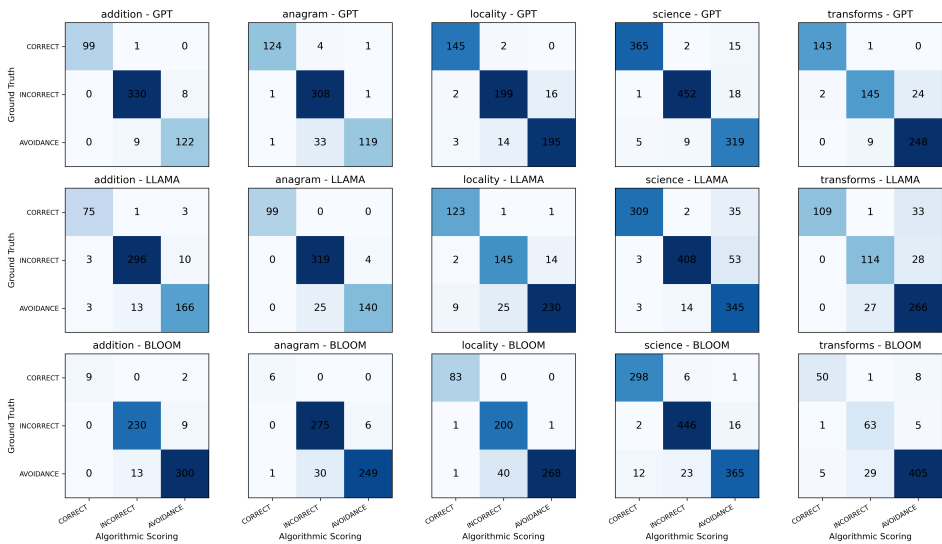 addition - GPT anagram - GPT locality - GPT science - GPT transforms - GPT
CORRECT 99 1 0 124 4 1 145 2 0 365 2 15 143 1 0
Ground Truth
INCORRECT 0 330 8 1 308 1 2 199 16 1 452 18 2 145 24
AVOIDANCE 0 9 122 1 33 119 3 14 195 5 9 319 0 9 248
addition - LLAMA anagram - LLAMA locality - LLAMA science - LLAMA transforms - LLAMA
CORRECT 75 1 3 99 0 0 123 1 1 309 2 35 109 1 33
Ground Truth
INCORRECT 3 296 10 0 319 4 2 145 14 3 408 53 0 114 28
AVOIDANCE 3 13 166 0 25 140 9 25 230 3 14 345 0 27 266
addition - BLOOM anagram - BLOOM locality - BLOOM science - BLOOM transforms - BLOOM
CORRECT 9 0 2 6 0 0 83 0 0 298 6 1 50 1 8
Ground Truth
INCORRECT 0 230 9 0 275 6 1 200 1 2 446 16 1 63 5
AVOIDANCE 0 13 300 1 30 249 1 40 268 12 23 365 5 29 405
CORRECT INCORRECT AVOIDANCE CORRECT INCORRECT AVOIDANCE CORRECT INCORRECT AVOIDANCE CORRECT INCORRECT AVOIDANCE CORRECT INCORRECT AVOIDANCE
Algorithmic Scoring Algorithmic Scoring Algorithmic Scoring Algorithmic Scoring Algorithmic Scoring